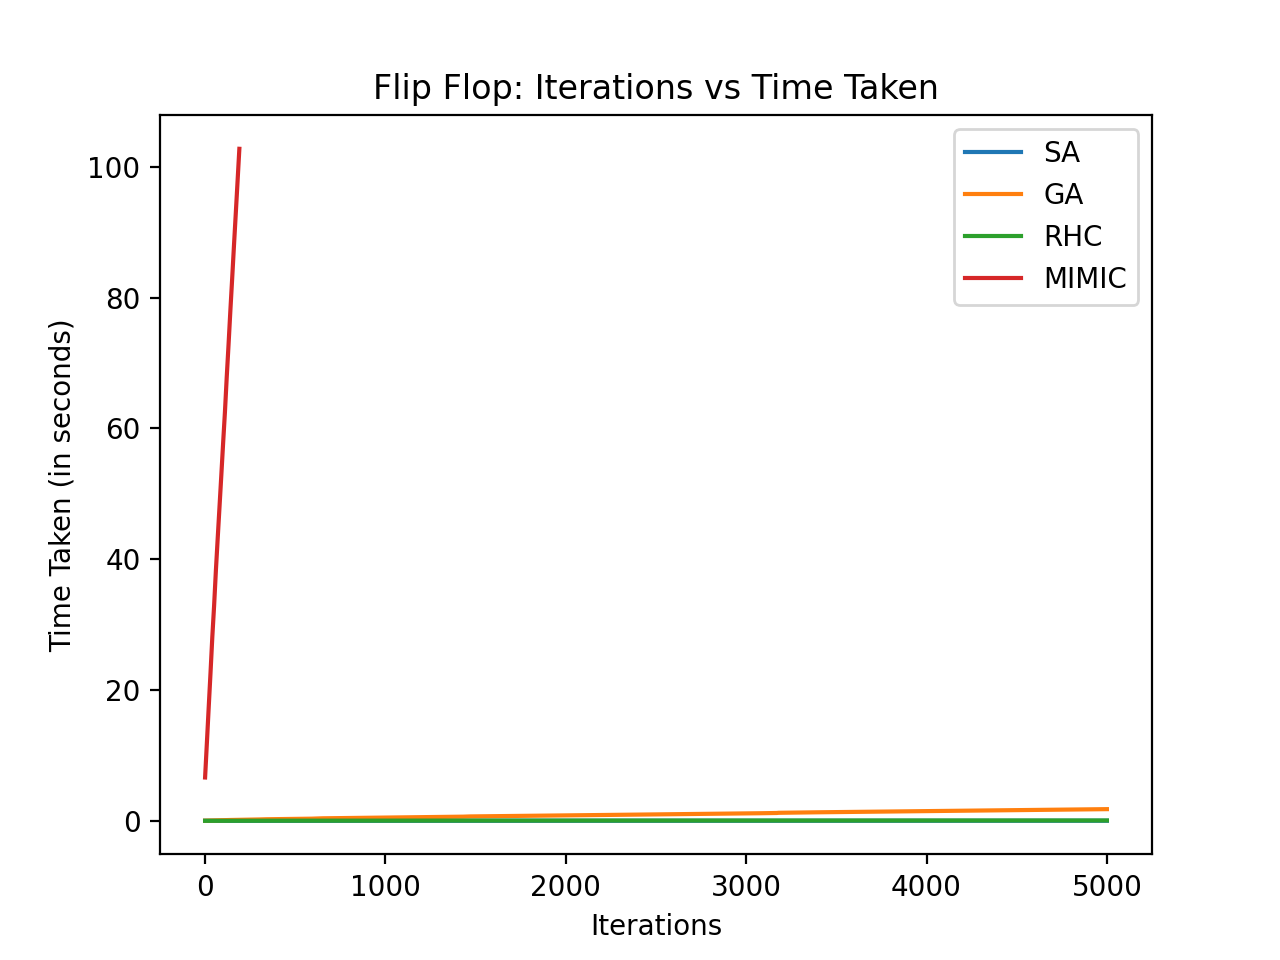 Flip Flop: Iterations vs Time Taken
SA
GA
RHC
MIMIC
Time Taken (in seconds)
100
80
60
40
20
0
0 1000 2000 3000 4000 5000
Iterations